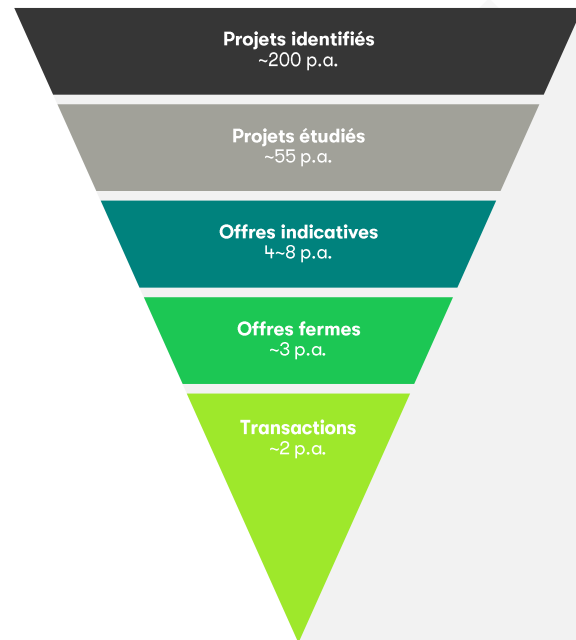 Projets identifiés
~200 p.a.
Projets étudiés
~55 p.a.
Offres indicatives
4~8 p.a.
Offres fermes
~3 p.a.
Transactions
~2 p.a.